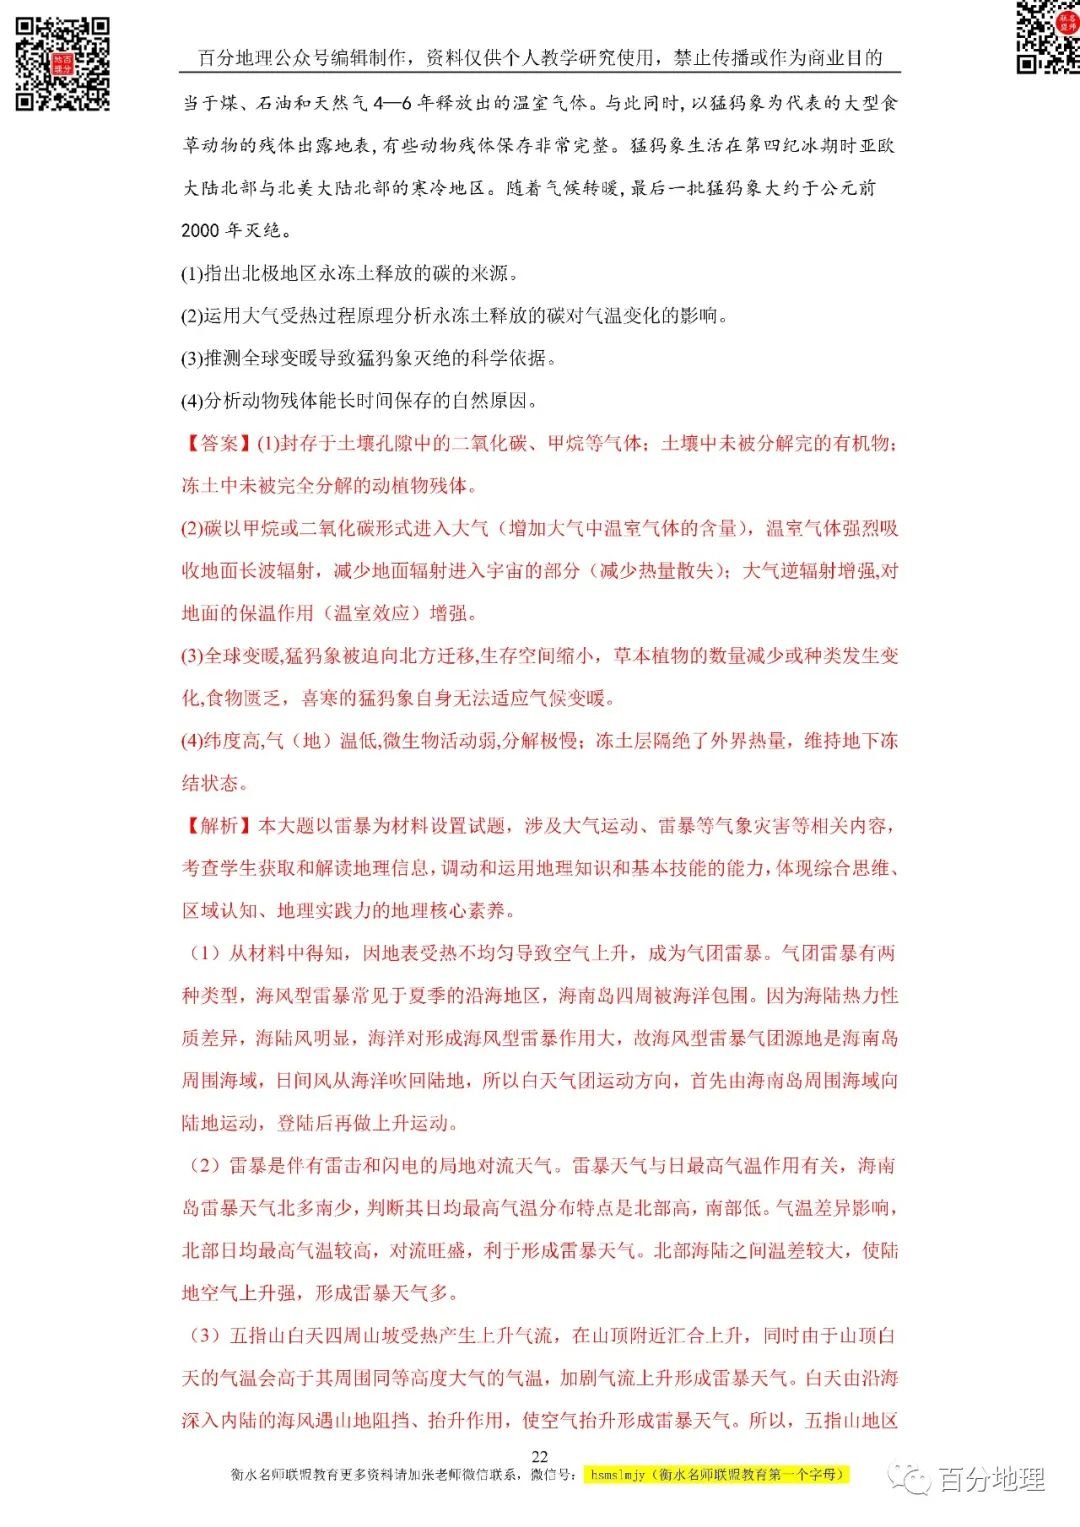 百分地理公众号编辑制作，资料仅供个人教学研究使用，禁止传播或作为商业目的
当于煤、石油和天然气 4—6 年释放出的温室气体。与此同时,以猛犸象为代表的大型食
草动物的残体出露地表,有些动物残体保存非常完整。猛犸象生活在第四纪冰期时亚欧
大陆北部与北美大陆北部的寒冷地区。随着气候转暖,最后一批猛犸象大约于公元前
2000 年灭绝。
(1)指出北极地区永冻土释放的碳的来源。
(2)运用大气受热过程原理分析永冻土释放的碳对气温变化的影响。
(3)推测全球变暖导致猛犸象灭绝的科学依据。
(4)分析动物残体能长时间保存的自然原因。
【答案】(1)封存于土壤孔隙中的二氧化碳、甲烷等气体；土壤中未被分解完的有机物；
冻土中未被完全分解的动植物残体。
(2)碳以甲烷或二氧化碳形式进入大气（增加大气中温室气体的含量），温室气体强烈吸
收地面长波辐射，减少地面辐射进入宇宙的部分（减少热量散失）；大气逆辐射增强,对
地面的保温作用（温室效应）增强。
(3)全球变暖,猛犸象被迫向北方迁移,生存空间缩小，草本植物的数量减少或种类发生变
化,食物匮乏，喜寒的猛犸象自身无法适应气候变暖。
(4)纬度高,气（地）温低,微生物活动弱,分解极慢；冻土层隔绝了外界热量，维持地下冻
结状态。
【解析】本大题以雷暴为材料设置试题，涉及大气运动、雷暴等气象灾害等相关内容，
考查学生获取和解读地理信息，调动和运用地理知识和基本技能的能力，体现综合思维、
区域认知、地理实践力的地理核心素养。
（1）从材料中得知，因地表受热不均匀导致空气上升，成为气团雷暴。气团雷暴有两
种类型，海风型雷暴常见于夏季的沿海地区，海南岛四周被海洋包围。因为海陆热力性
质差异，海陆风明显，海洋对形成海风型雷暴作用大，故海风型雷暴气团源地是海南岛
周围海域，日间风从海洋吹回陆地，所以白天气团运动方向，首先由海南岛周围海域向
陆地运动，登陆后再做上升运动。
（2）雷暴是伴有雷击和闪电的局地对流天气。雷暴天气与日最高气温作用有关，海南
岛雷暴天气北多南少，判断其日均最高气温分布特点是北部高，南部低。气温差异影响，
北部日均最高气温较高，对流旺盛，利于形成雷暴天气。北部海陆之间温差较大，使陆
地空气上升强，形成雷暴天气多。
（3）五指山白天四周山坡受热产生上升气流，在山顶附近汇合上升，同时由于山顶白
天的气温会高于其周围同等高度大气的气温，加剧气流上升形成雷暴天气。白天由沿海
深入内陆的海风遇山地阻挡、抬升作用，使空气抬升形成雷暴天气。所以，五指山地区
22
衡水名师联盟教育更多资料请加张老师微信联系，微信号： hsmslmjy（衡水名师联盟教育第一个字母）
百分地理